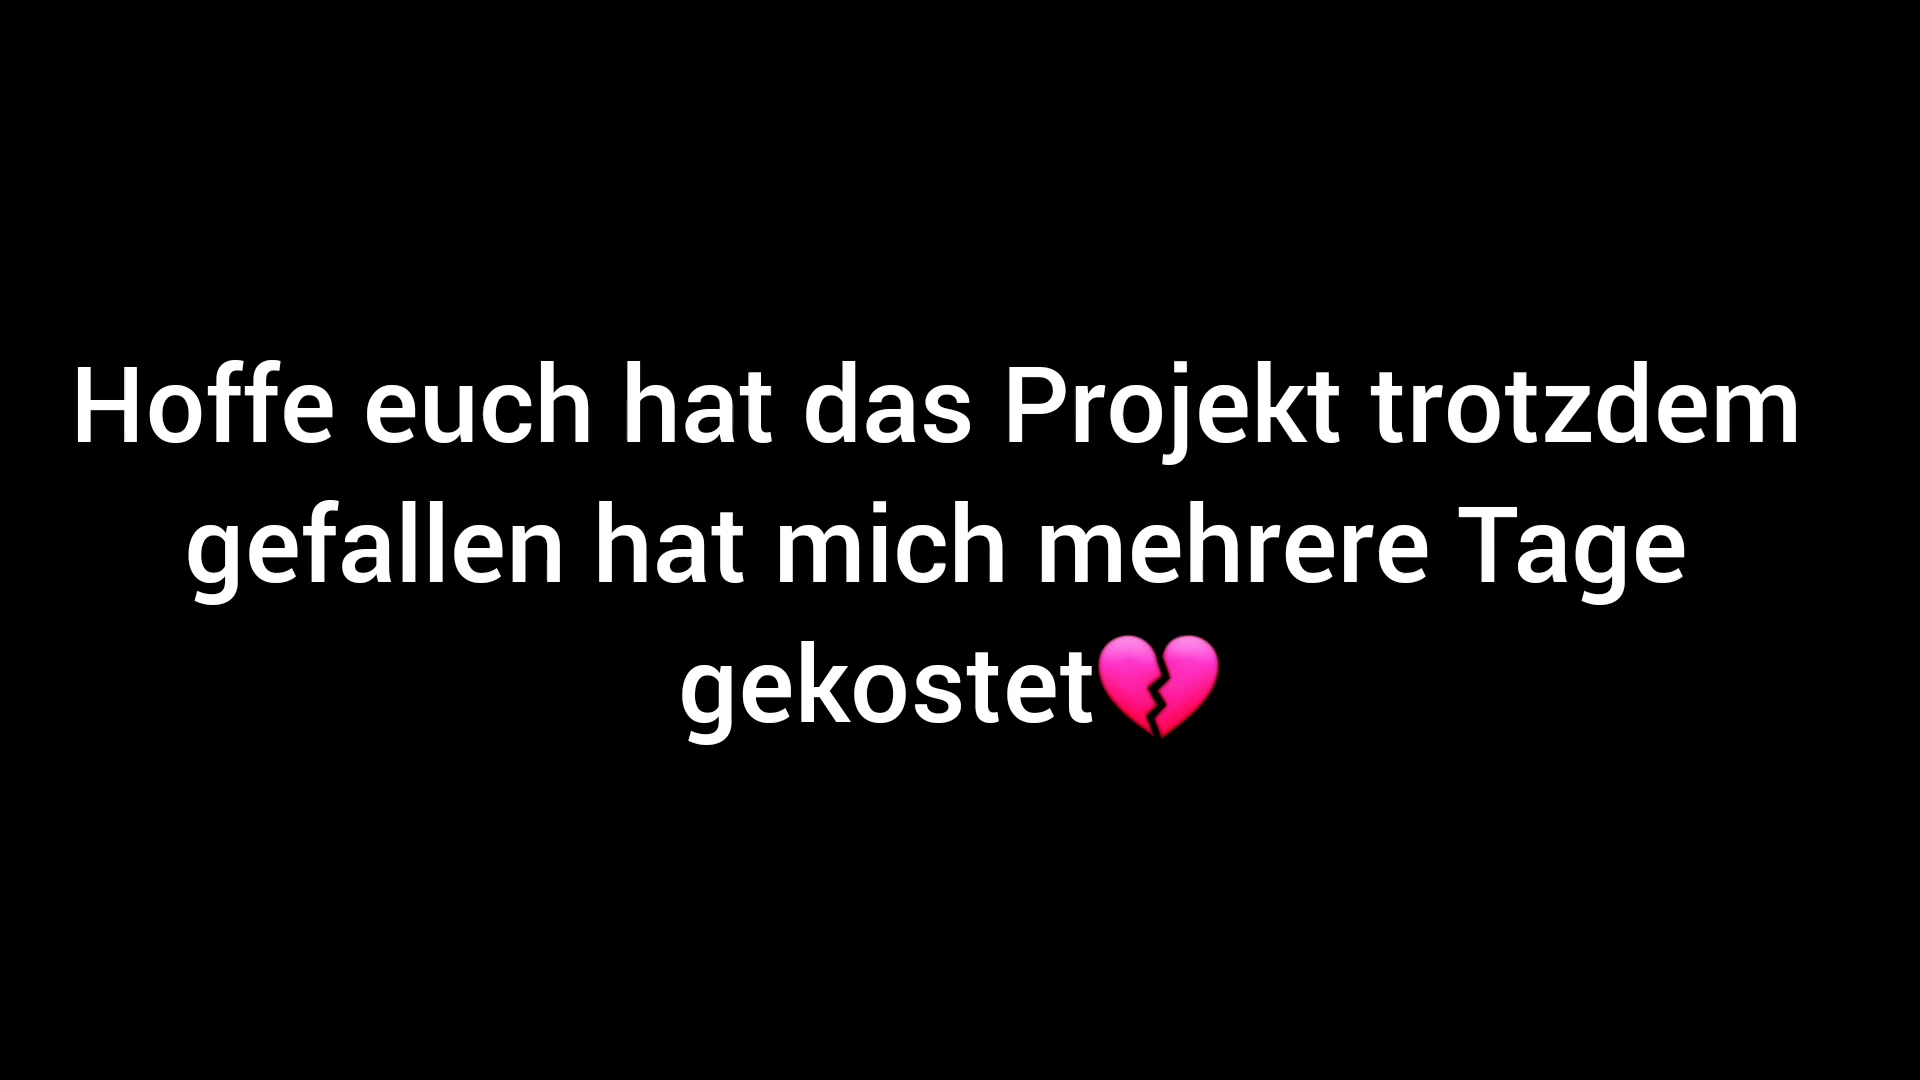 Hoffe euch hat das Projekt trotzdem
gefallen hat mich mehrere Tage
gekostet💔